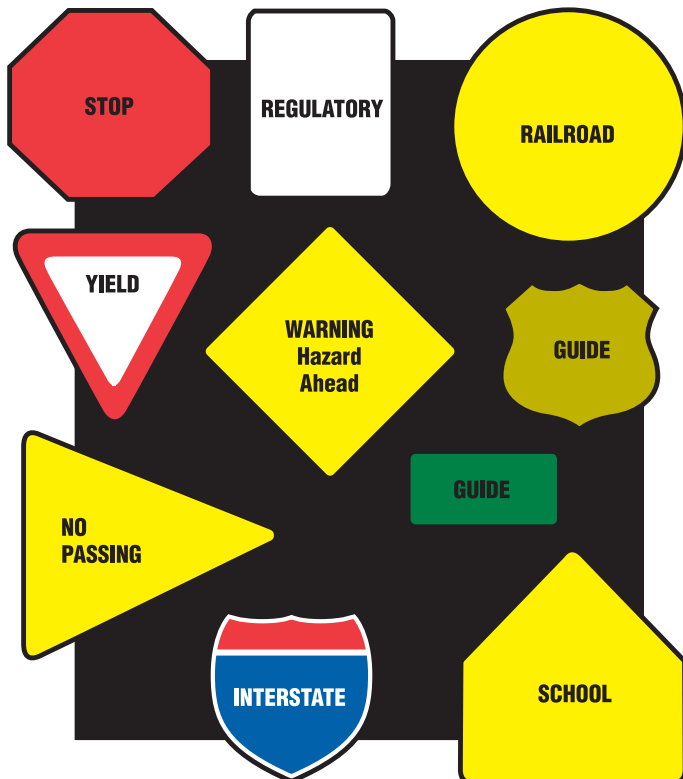 STOP
REGULATORY
RAILROAD
YIELD
WARNING
Hazard
Ahead
GUIDE
GUIDE
NO
PASSING
INTERSTATE
SCHOOL